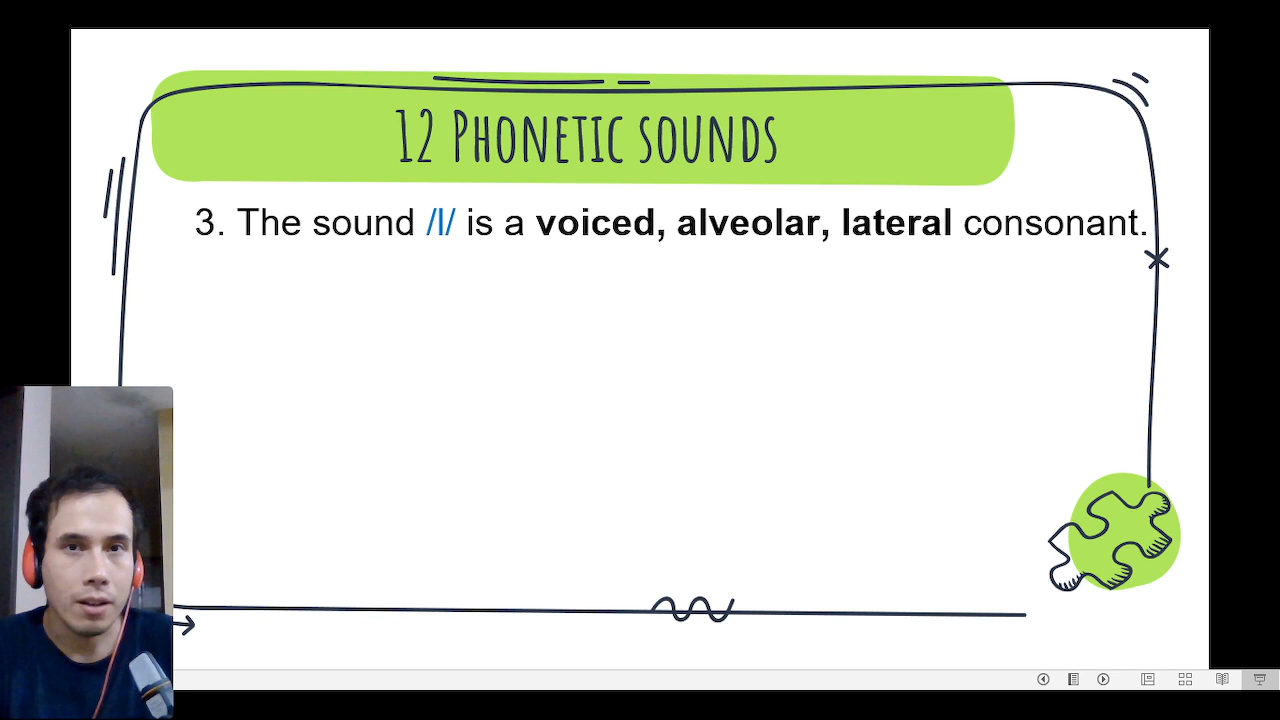 12 Phonetic sounds
3. The sound /l/ is a voiced, alveolar, lateral consonant.